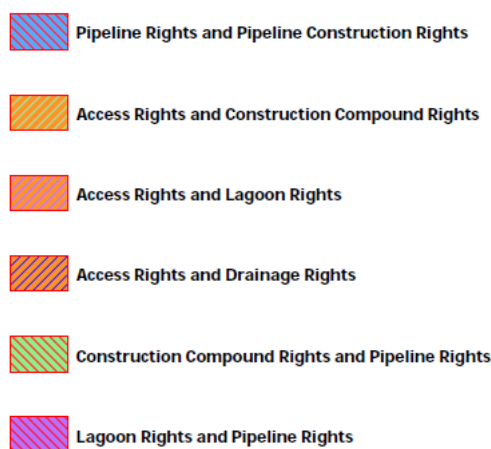 Pipeline Rights and Pipeline Construction Rights
Access Rights and Construction Compound Rights
Access Rights and Lagoon Rights
Access Rights and Drainage Rights
Construction Compound Rights and Pipeline Rights
Lagoon Rights and Pipeline Rights